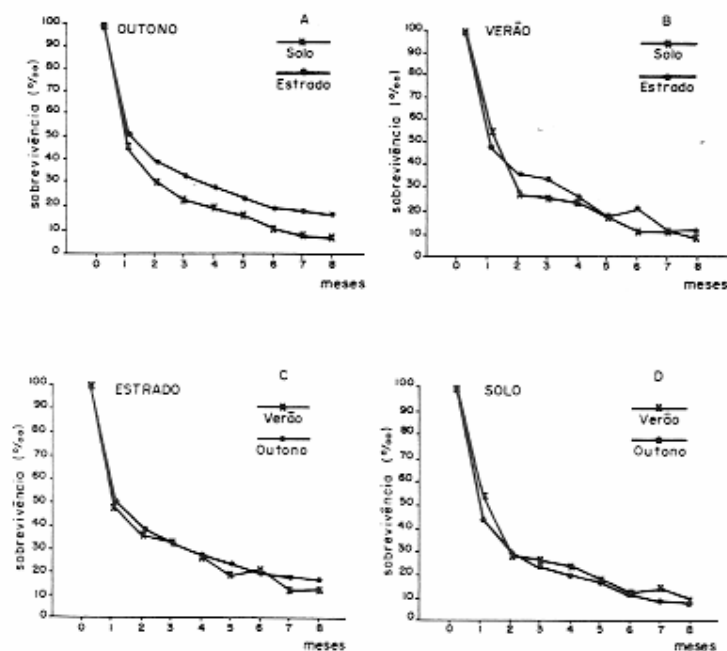 OUTONO
A
Solo
Estrado
sobrevivência (º/oo)
100
90
80
70
60
50
40
30
20
10
0
0 1 2 3 4 5 6 7 8
meses
VERÃO
B
Solo
Estrado
sobrevivência (º/oo)
100
90
80
70
60
50
40
30
20
10
0
0 1 2 3 4 5 6 7 8
meses
ESTRADO
C
Verão
Outono
sobrevivência (º/oo)
100
90
80
70
60
50
40
30
20
10
0
0 1 2 3 4 5 6 7 8
meses
SOLO
D
Verão
Outono
sobrevivência (º/oo)
100
90
80
70
60
50
40
30
20
10
0
0 1 2 3 4 5 6 7 8
meses